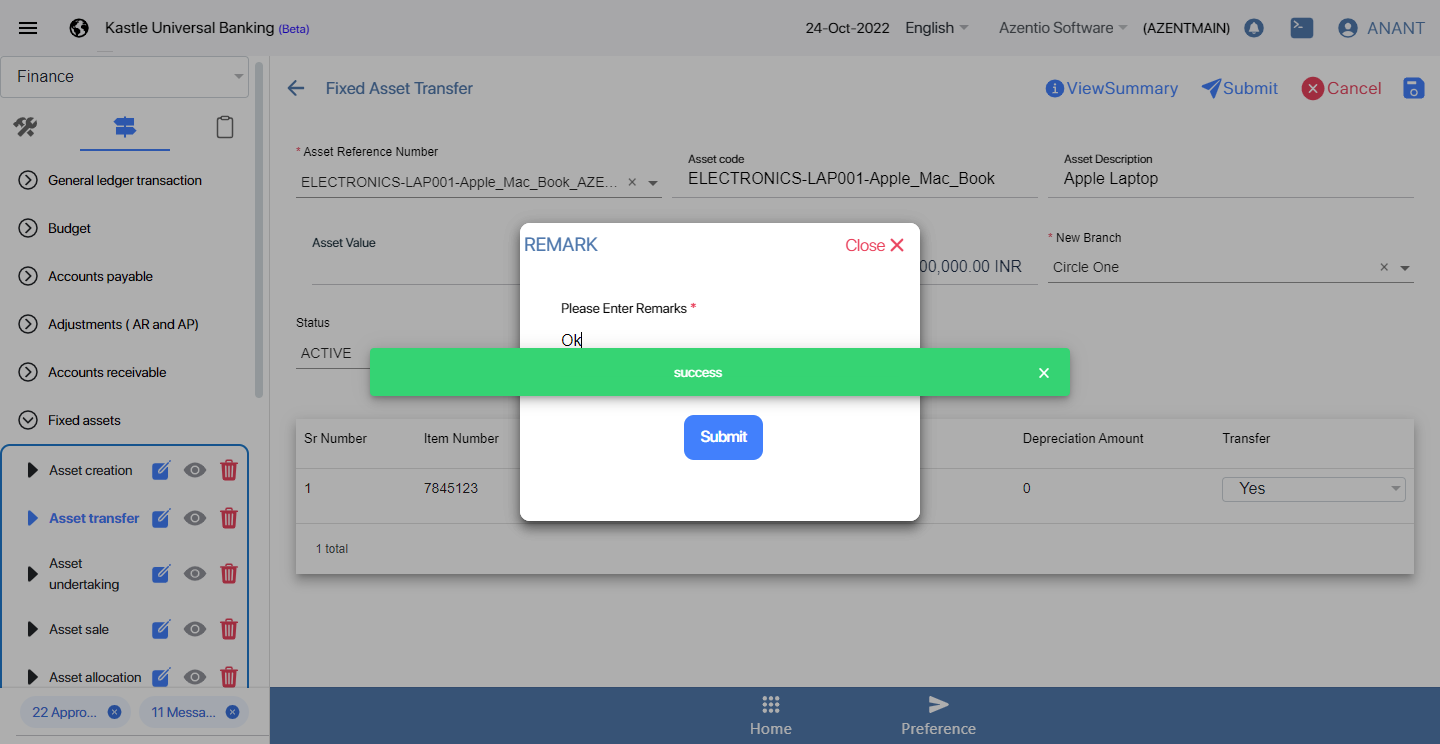 Kastle Universal Banking (Beta)
24-Oct-2022
English
Azentio Software
(AZENTMAIN)
ANANT
Finance
General ledger transaction
Budget
Accounts payable
Adjustments ( AR and AP)
Accounts receivable
Fixed assets
Asset creation
Asset transfer
Asset
undertaking
Asset sale
Asset allocation
22 Appro...
11 Messa...
Fixed Asset Transfer
ViewSummary
Submit
Cancel
* Asset Reference Number
ELECTRONICS-LAP001-Apple_Mac_Book_AZE...
Asset code
ELECTRONICS-LAP001-Apple_Mac_Book
Asset Description
Apple Laptop
Asset Value
00,000.00 INR
* New Branch
Circle One
Status
ACTIVE
REMARK
Close
Please Enter Remarks *
Ok
success
Submit
Sr Number
Item Number
Depreciation Amount
Transfer
1
7845123
0
Yes
1 total
Home
Preference